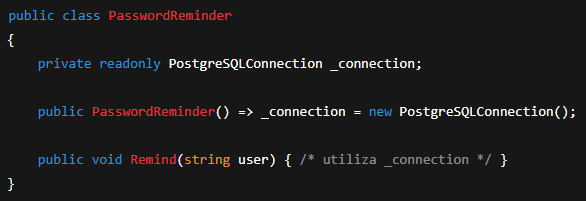 public class PasswordReminder
{
    private readonly PostgreSQLConnection _connection;
    public PasswordReminder() => _connection = new PostgreSQLConnection();
    public void Remind(string user) { /* utiliza _connection */ }
}